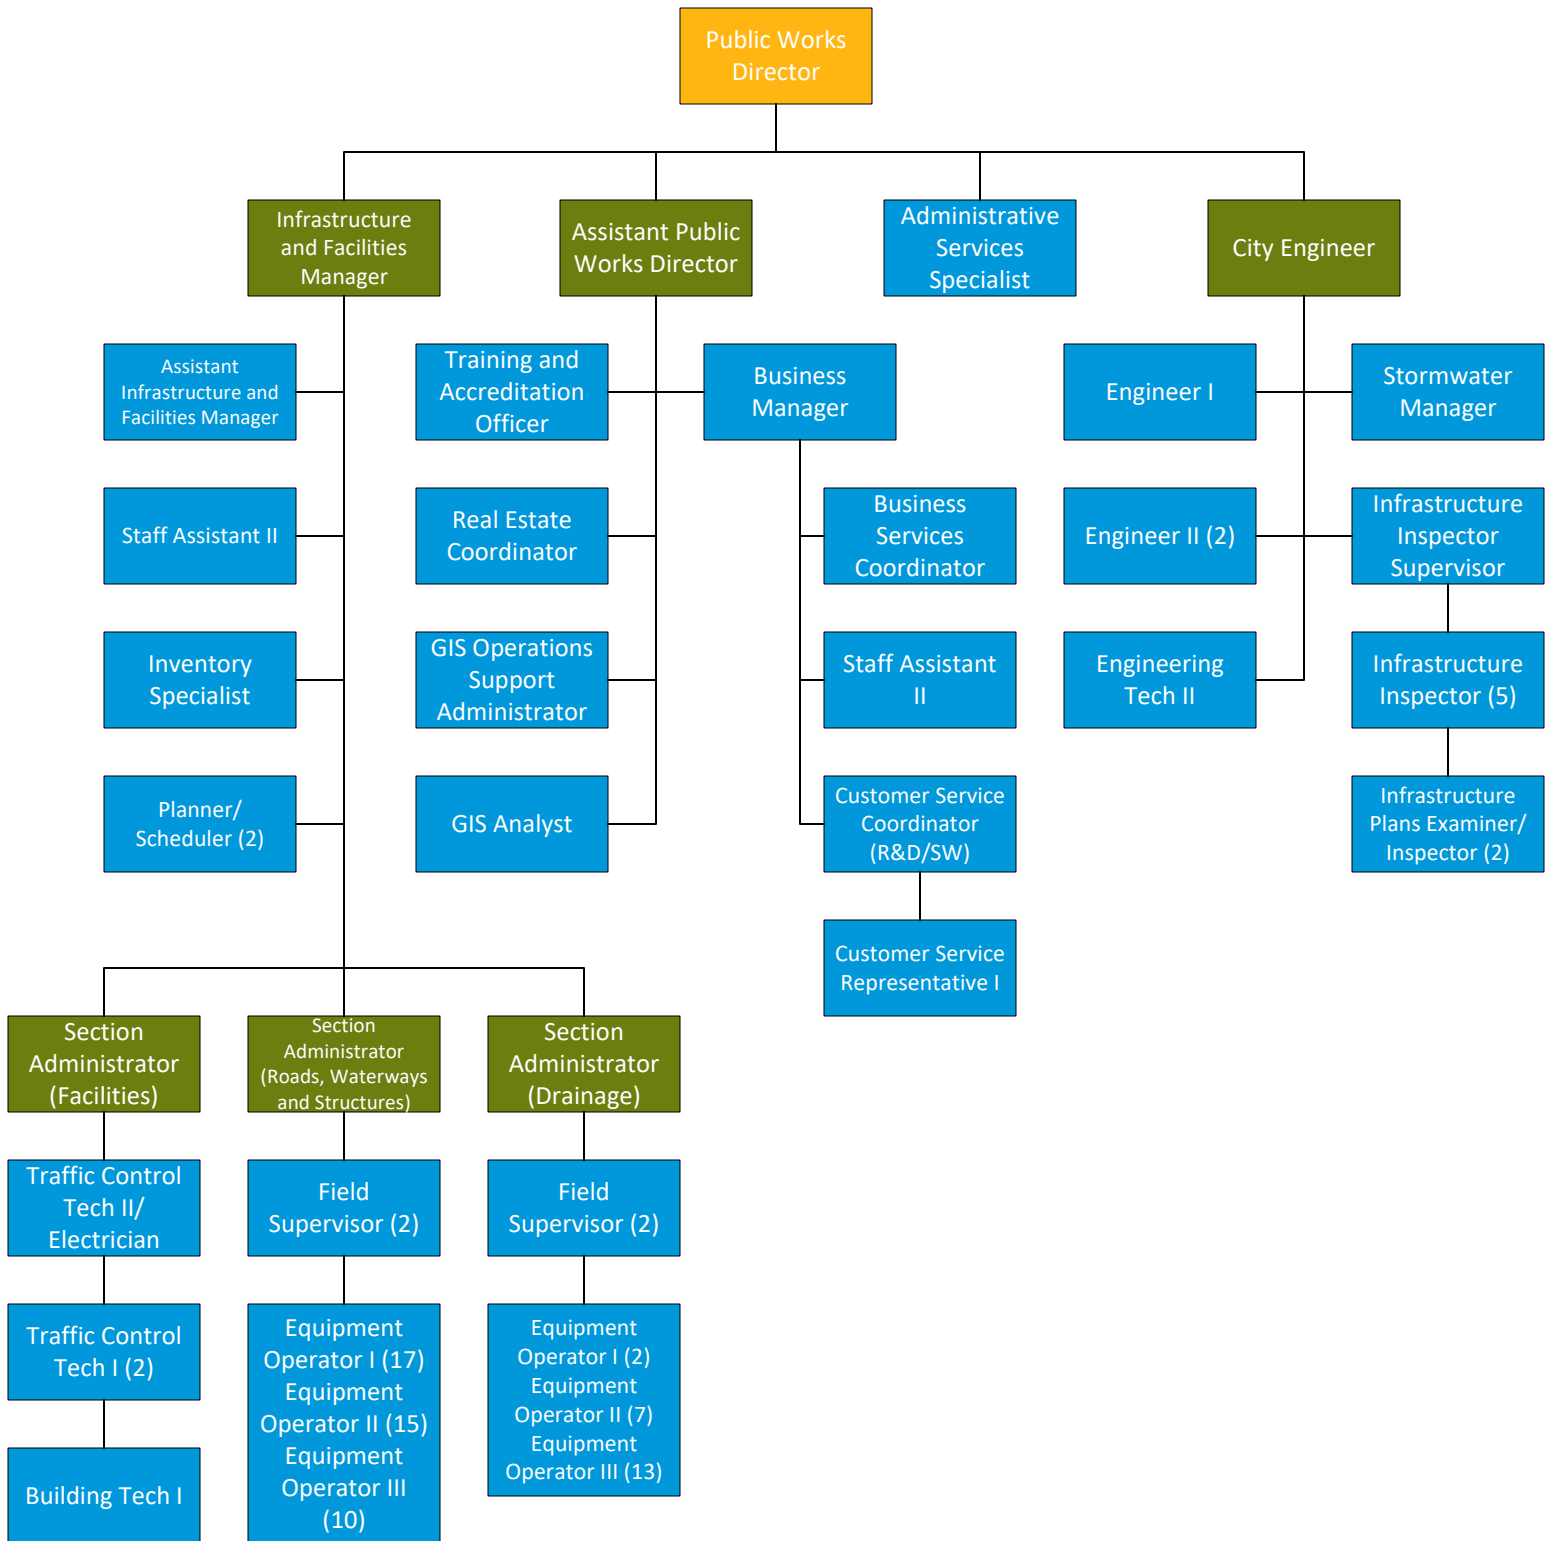 Public Works
Director
Infrastructure
and Facilities
Manager
Assistant Public
Works Director
Administrative
Services
Specialist
City Engineer
Assistant
Infrastructure and
Facilities Manager
Training and
Accreditation
Officer
Business
Manager
Engineer I
Stormwater
Manager
Staff Assistant II
Real Estate
Coordinator
Business
Services
Coordinator
Engineer II (2)
Infrastructure
Inspector
Supervisor
Inventory
Specialist
GIS Operations
Support
Administrator
Staff Assistant
II
Engineering
Tech II
Infrastructure
Inspector (5)
Planner/
Scheduler (2)
GIS Analyst
Customer Service
Coordinator
(R&D/SW)
Infrastructure
Plans Examiner/
Inspector (2)
Customer Service
Representative I
Section
Administrator
(Facilities)
Section
Administrator
(Roads, Waterways
and Structures)
Section
Administrator
(Drainage)
Traffic Control
Tech II/
Electrician
Field
Supervisor (2)
Field
Supervisor (2)
Traffic Control
Tech I (2)
Equipment
Operator I (17)
Equipment
Operator II (15)
Equipment
Operator III
(10)
Equipment
Operator I (2)
Equipment
Operator II (7)
Equipment
Operator III (13)
Building Tech I